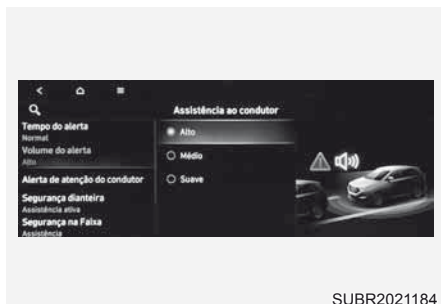 Assistência ao condutor
Tempo do alerta
Normal
Volume do alerta
Alto
Alerta de atenção do condutor
Segurança dianteira
Assistência ativa
Segurança na Faixa
Assistência
Alto
Médio
Suave
SUBR2021184